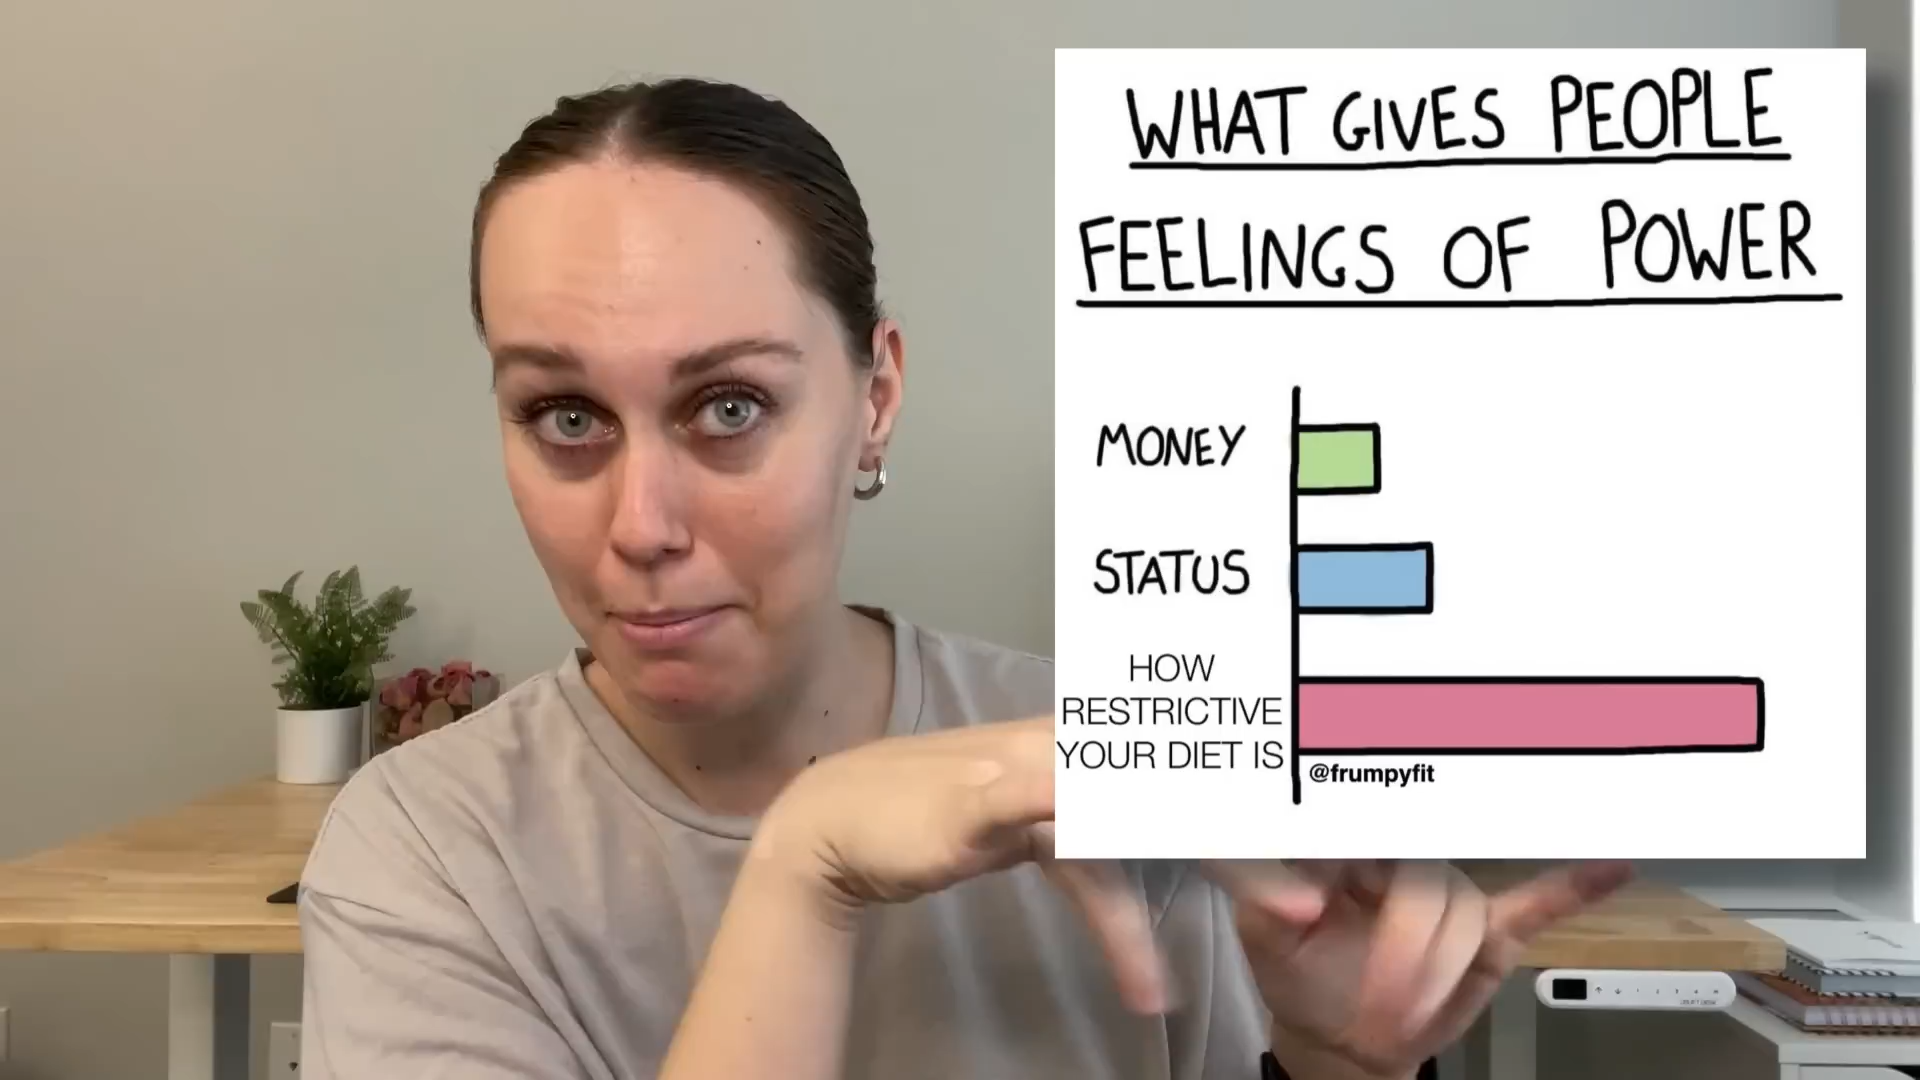 WHAT GIVES PEOPLE
FEELINGS OF POWER
MONEY
STATUS
HOW
RESTRICTIVE
YOUR DIET IS
@frumpyfit